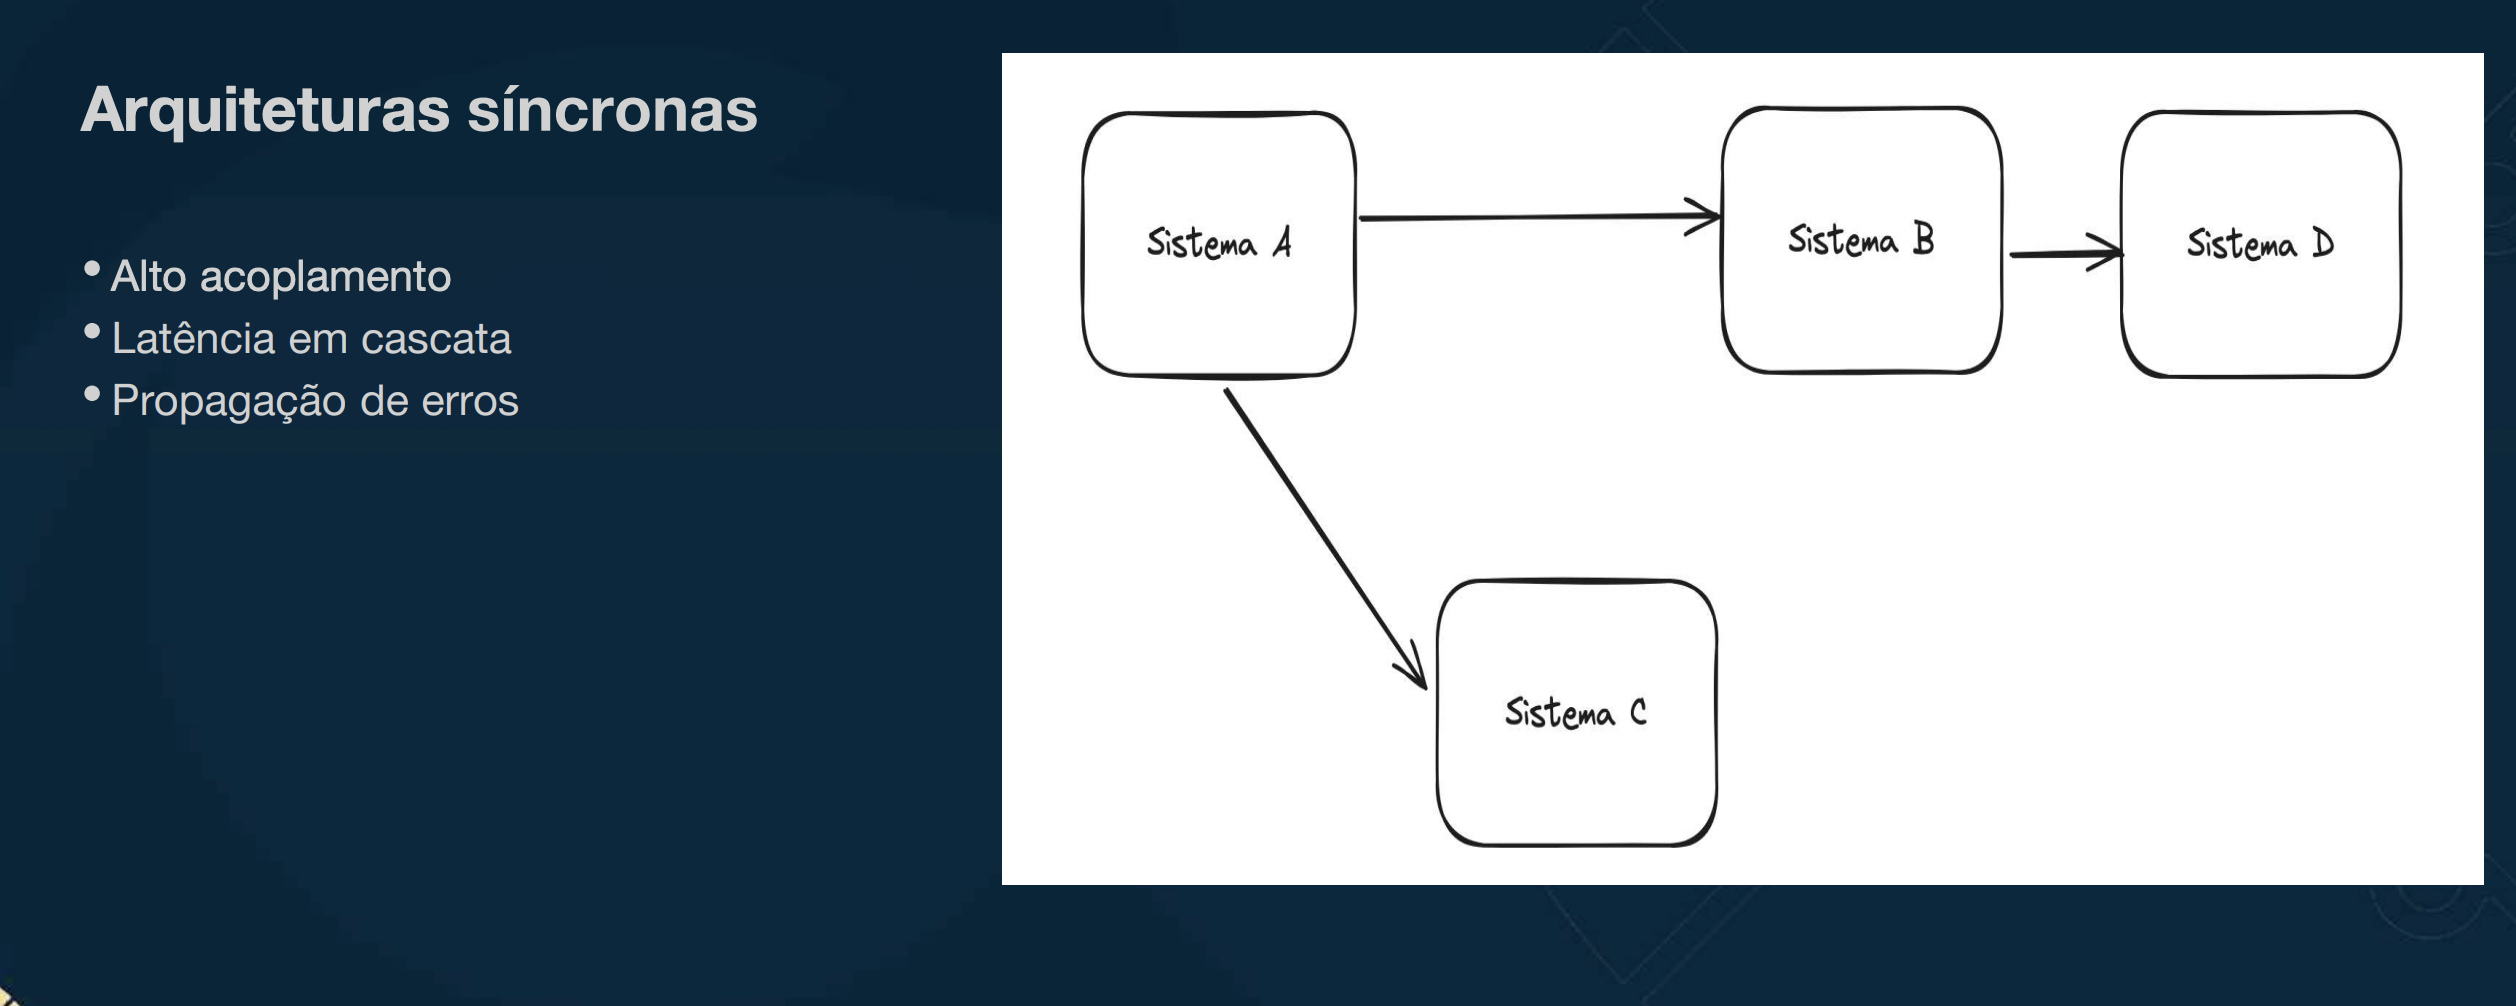 Arquiteturas síncronas
• Alto acoplamento
• Latência em cascata
• Propagação de erros
Sistema A
Sistema B
Sistema D
Sistema C